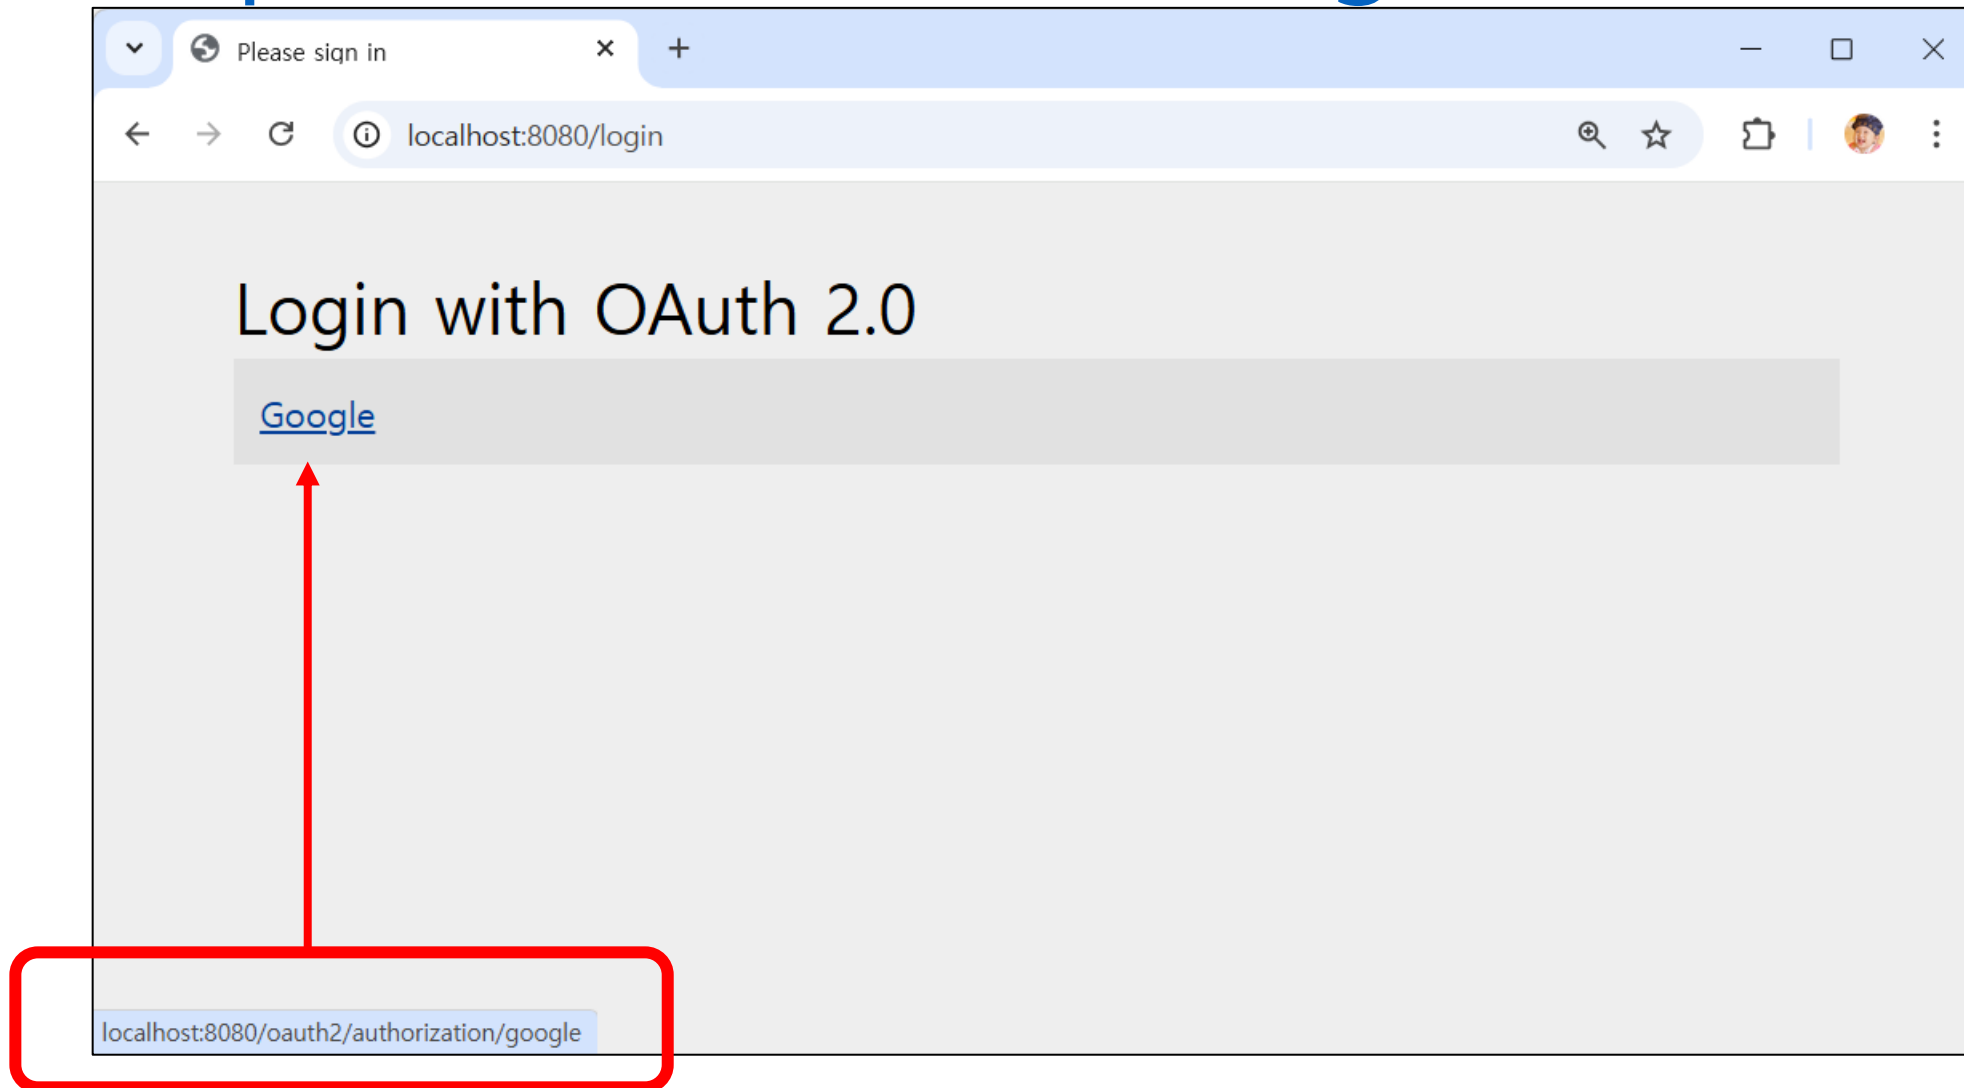 Please sign in
localhost:8080/login
Login with OAuth 2.0
Google
localhost:8080/oauth2/authorization/google